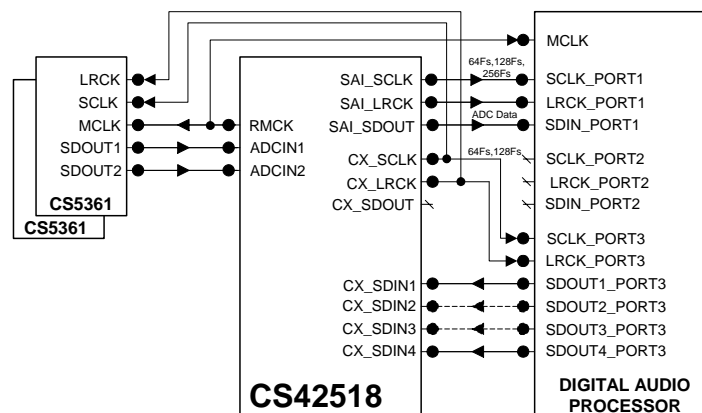 LRCK
SCLK
MCLK
SDOUT1
SDOUT2
CS5361
CS5361
RMCK
ADCIN1
ADCIN2
SAI_SCLK
SAI_LRCK
SAI_SDOUT
CX_SCLK
CX_LRCK
CX_SDOUT
CX_SDIN1
CX_SDIN2
CX_SDIN3
CX_SDIN4
CS42518
64Fs,128Fs,
256Fs
ADC Data
64Fs,128Fs
MCLK
SCLK_PORT1
LRCK_PORT1
SDIN_PORT1
SCLK_PORT2
LRCK_PORT2
SDIN_PORT2
SCLK_PORT3
LRCK_PORT3
SDOUT1_PORT3
SDOUT2_PORT3
SDOUT3_PORT3
SDOUT4_PORT3
DIGITAL AUDIO
PROCESSOR